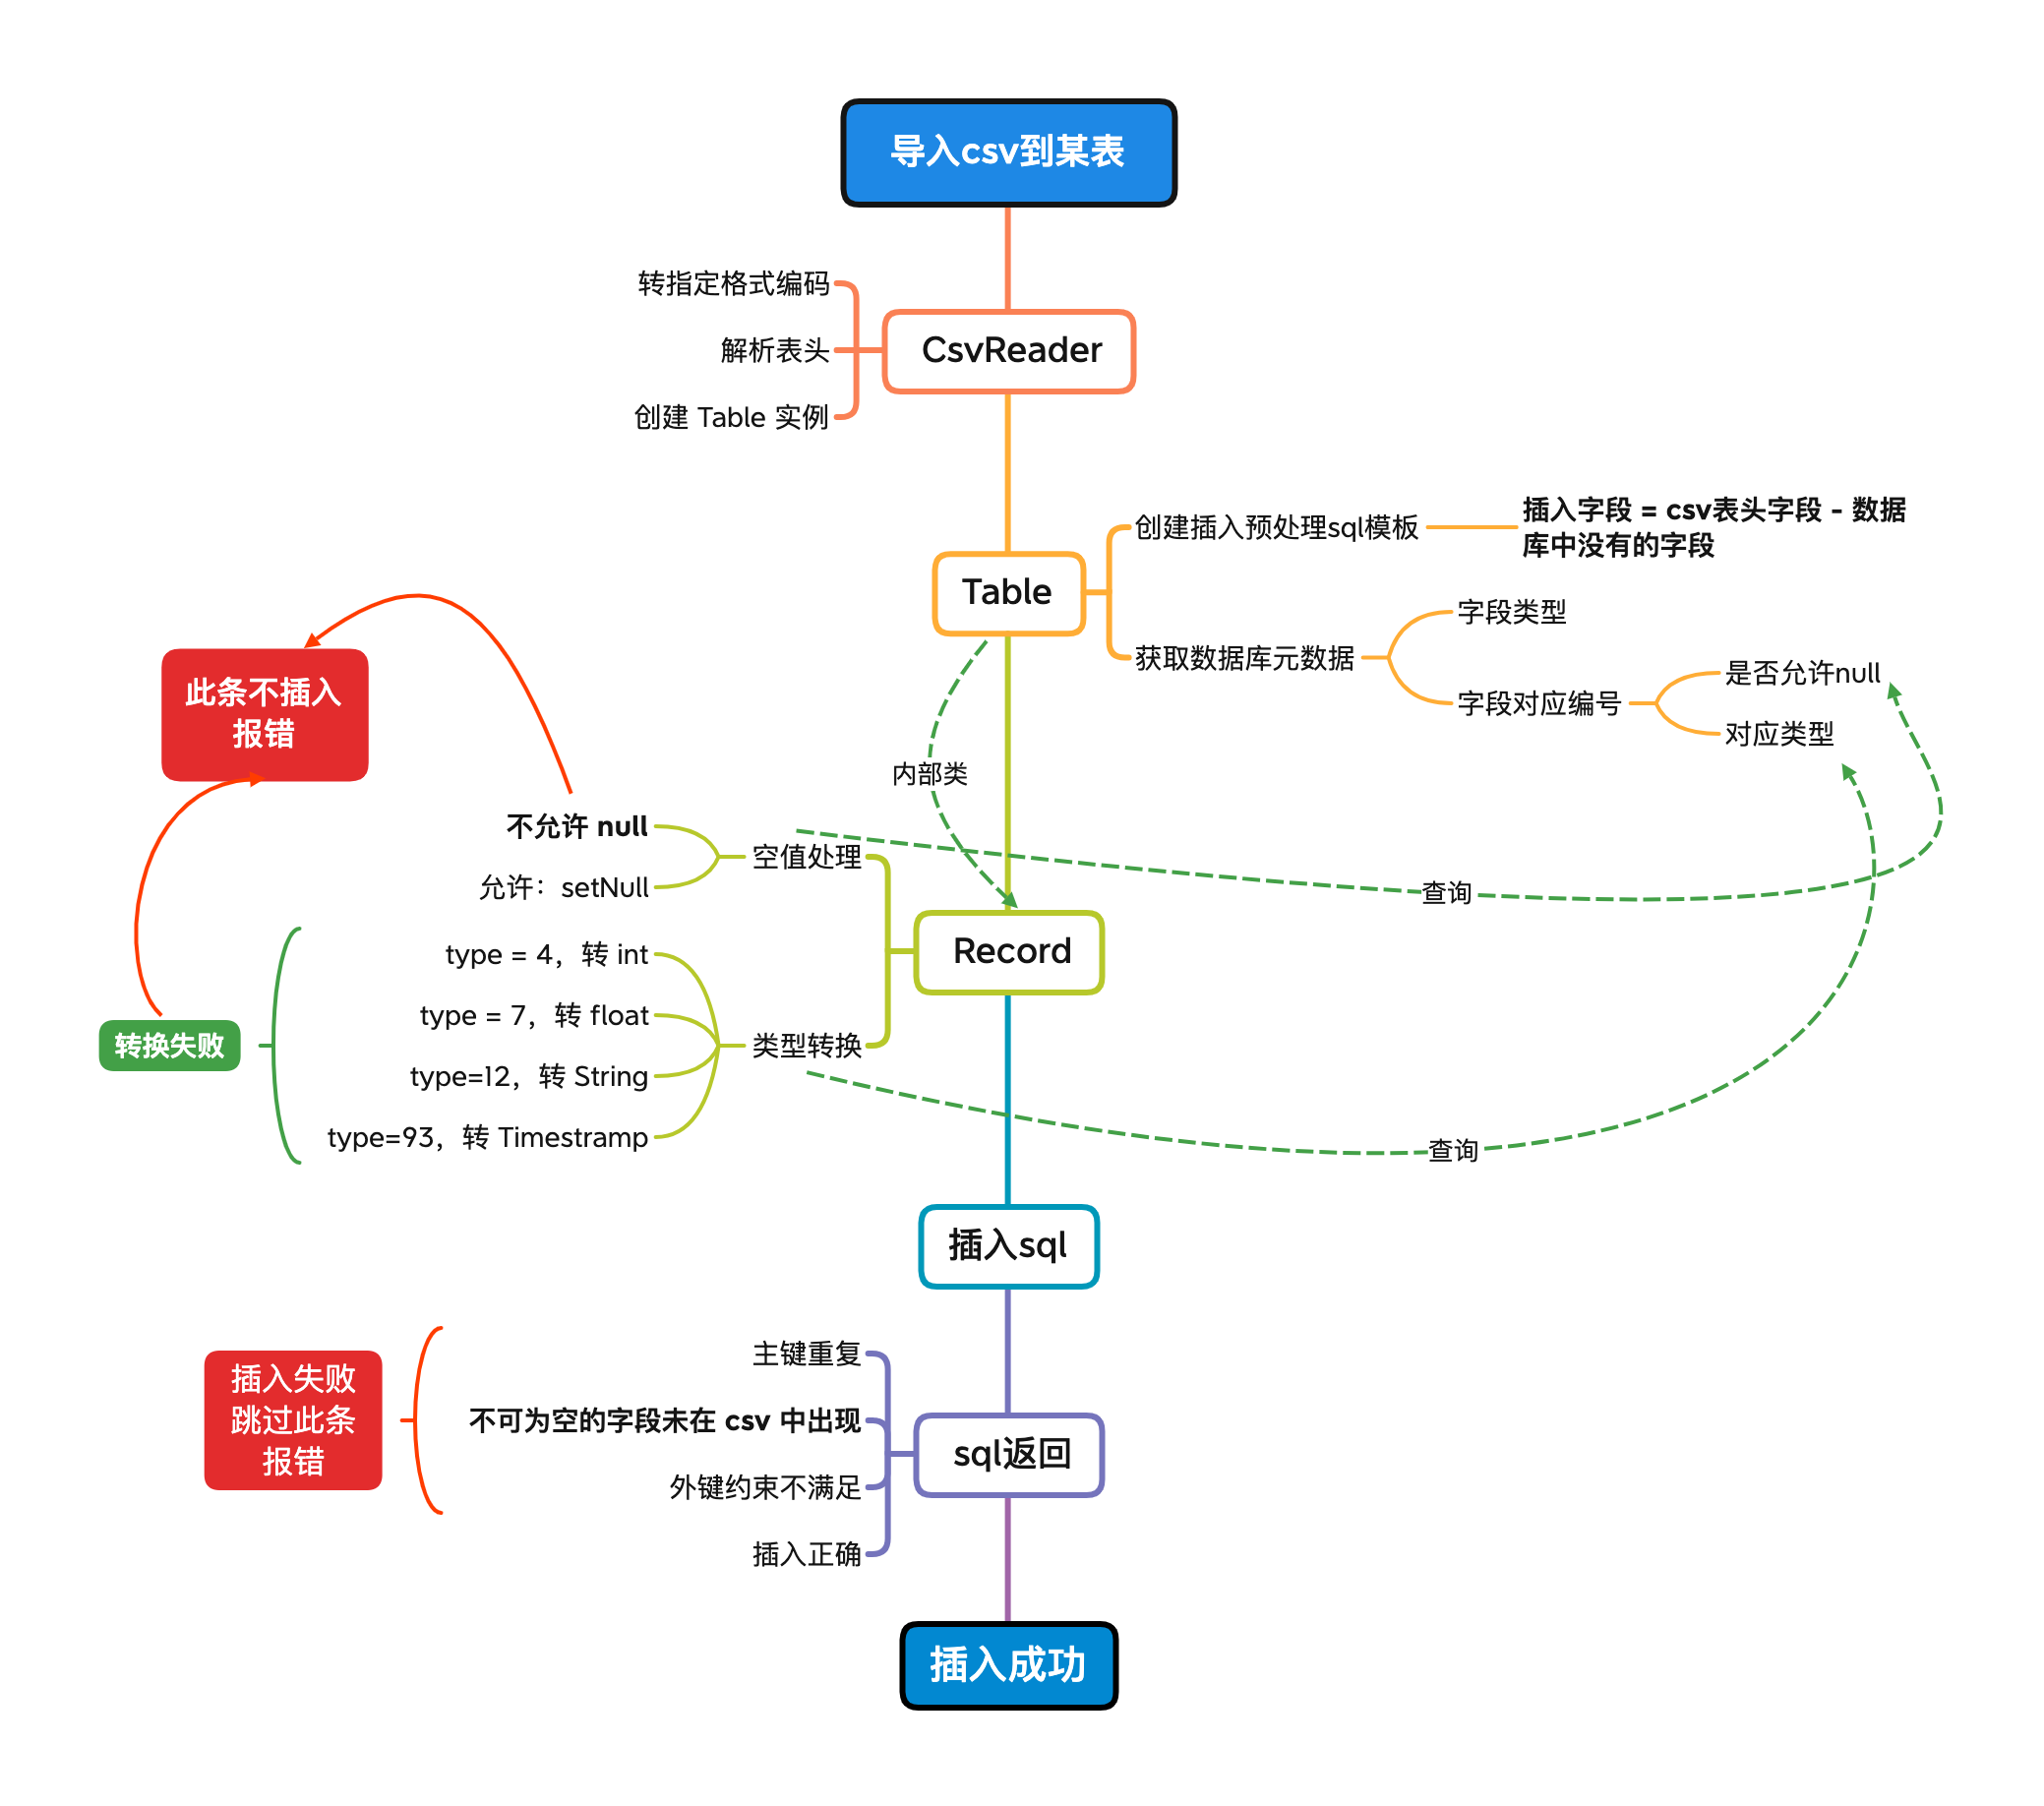 导入csv到某表
转指定格式编码
解析表头
创建 Table 实例
CsvReader
Table
创建插入预处理sql模板
插入字段 = csv表头字段 - 数据
库中没有的字段
获取数据库元数据
字段类型
字段对应编号
是否允许null
对应类型
内部类
此条不插入
报错
不允许 null
允许：setNull
空值处理
查询
Record
type = 4，转 int
type = 7，转 float
type=12，转 String
type=93，转 Timestramp
类型转换
转换失败
查询
插入sql
主键重复
不可为空的字段未在 csv 中出现
外键约束不满足
插入正确
sql返回
插入失败
跳过此条
报错
插入成功